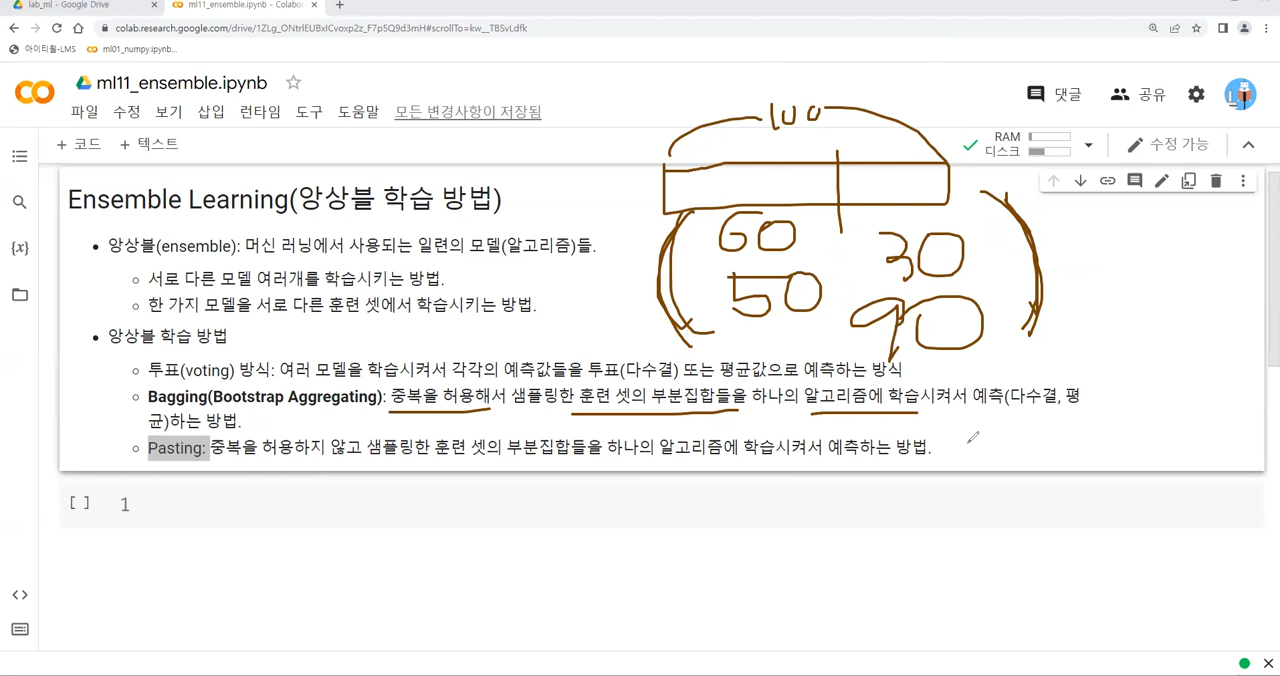 lab_ml - Google Drive
ml11_ensemble.ipynb - Colabor
colab.research.google.com/drive/1ZLg_ONtrlEUBxICvoxp2z_F7p5Q9d3mH#scrollTo=kw__TBSvLdfk
아이티윌-LMS
ml01_numpy.ipynb...
ml11_ensemble.ipynb
댓글
공유
파일 수정 보기 삽입 런타임 도구 도움말 모든 변경사항이 저장됨
100
+ 코드 + 텍스트
RAM
디스크
수정 가능
Ensemble Learning(앙상블 학습 방법)
60 30
50 90
앙상블(ensemble): 머신 러닝에서 사용되는 일련의 모델(알고리즘)들.
서로 다른 모델 여러개를 학습시키는 방법.
한 가지 모델을 서로 다른 훈련 셋에서 학습시키는 방법.
앙상블 학습 방법
투표(voting) 방식: 여러 모델을 학습시켜서 각각의 예측값들을 투표(다수결) 또는 평균값으로 예측하는 방식
Bagging(Bootstrap Aggregating): 중복을 허용해서 샘플링한 훈련 셋의 부분집합들을 하나의 알고리즘에 학습시켜서 예측(다수결, 평
균)하는 방법.
Pasting: 중복을 허용하지 않고 샘플링한 훈련 셋의 부분집합들을 하나의 알고리즘에 학습시켜서 예측하는 방법.
[ ] 1